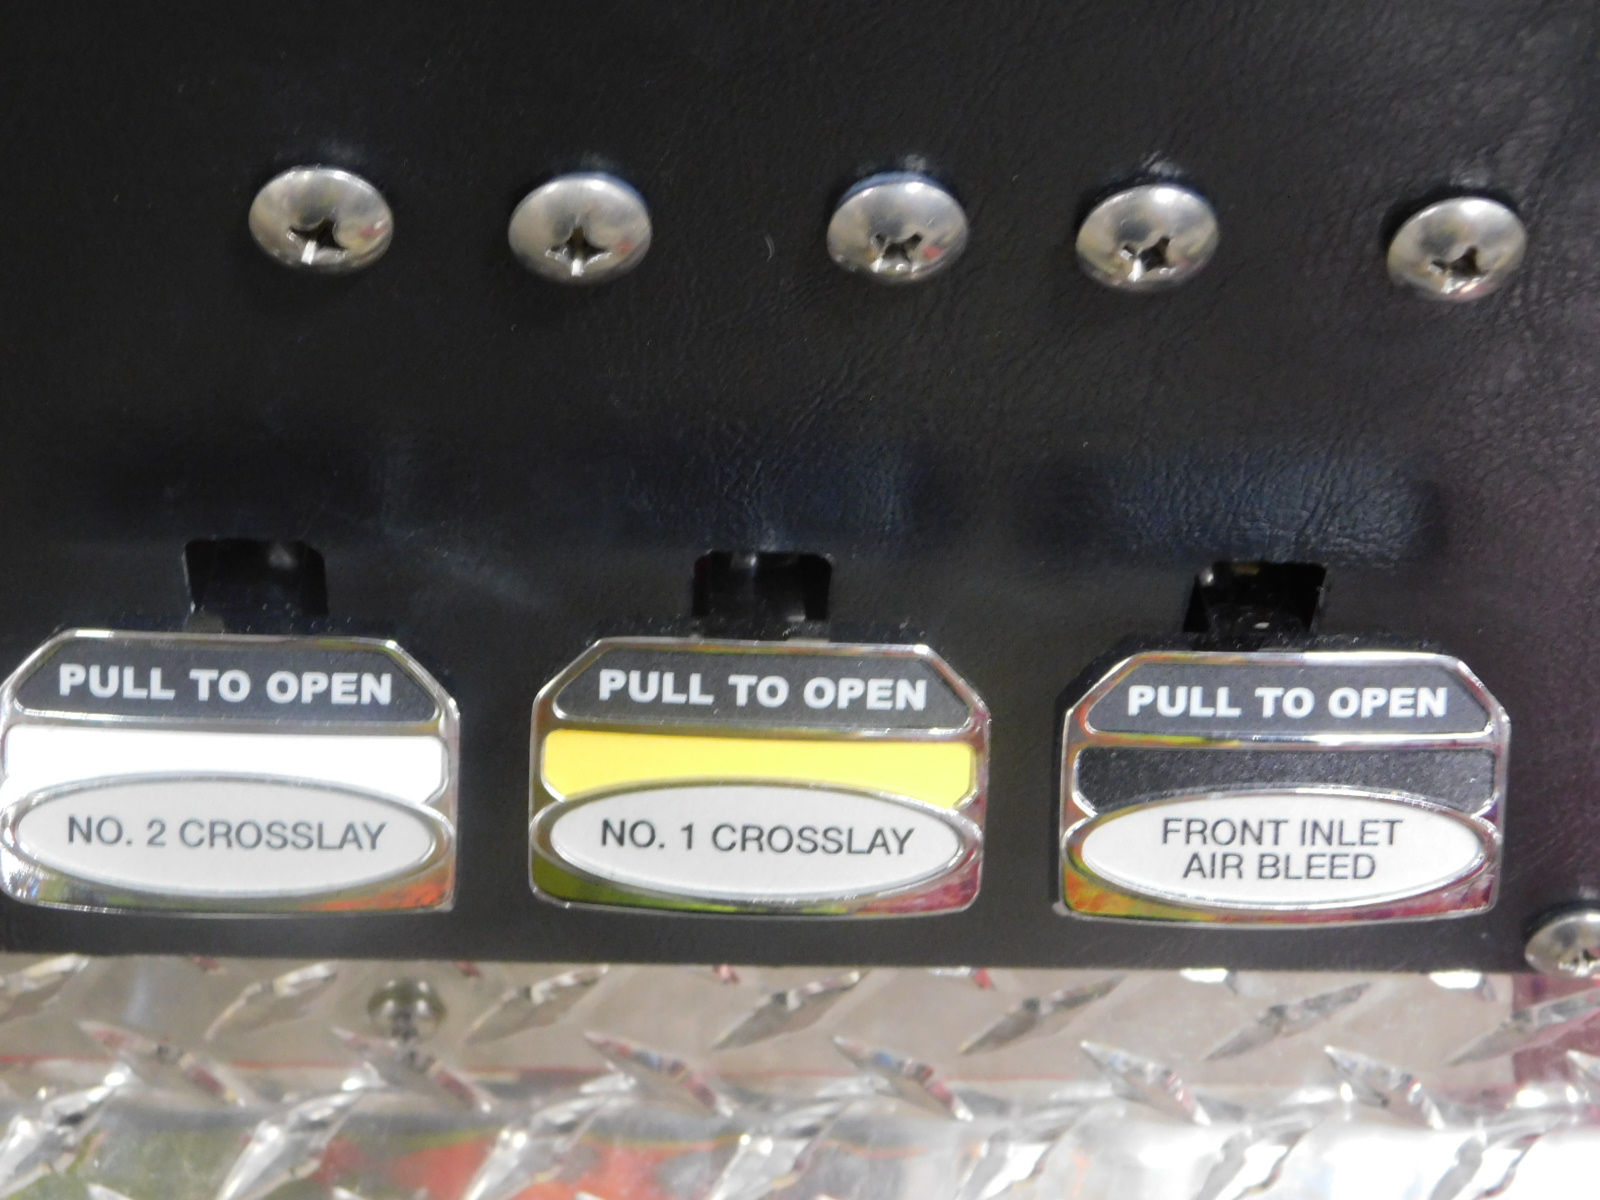 PULL TO OPEN
NO. 2 CROSSLAY
PULL TO OPEN
NO. 1 CROSSLAY
PULL TO OPEN
FRONT INLET
AIR BLEED